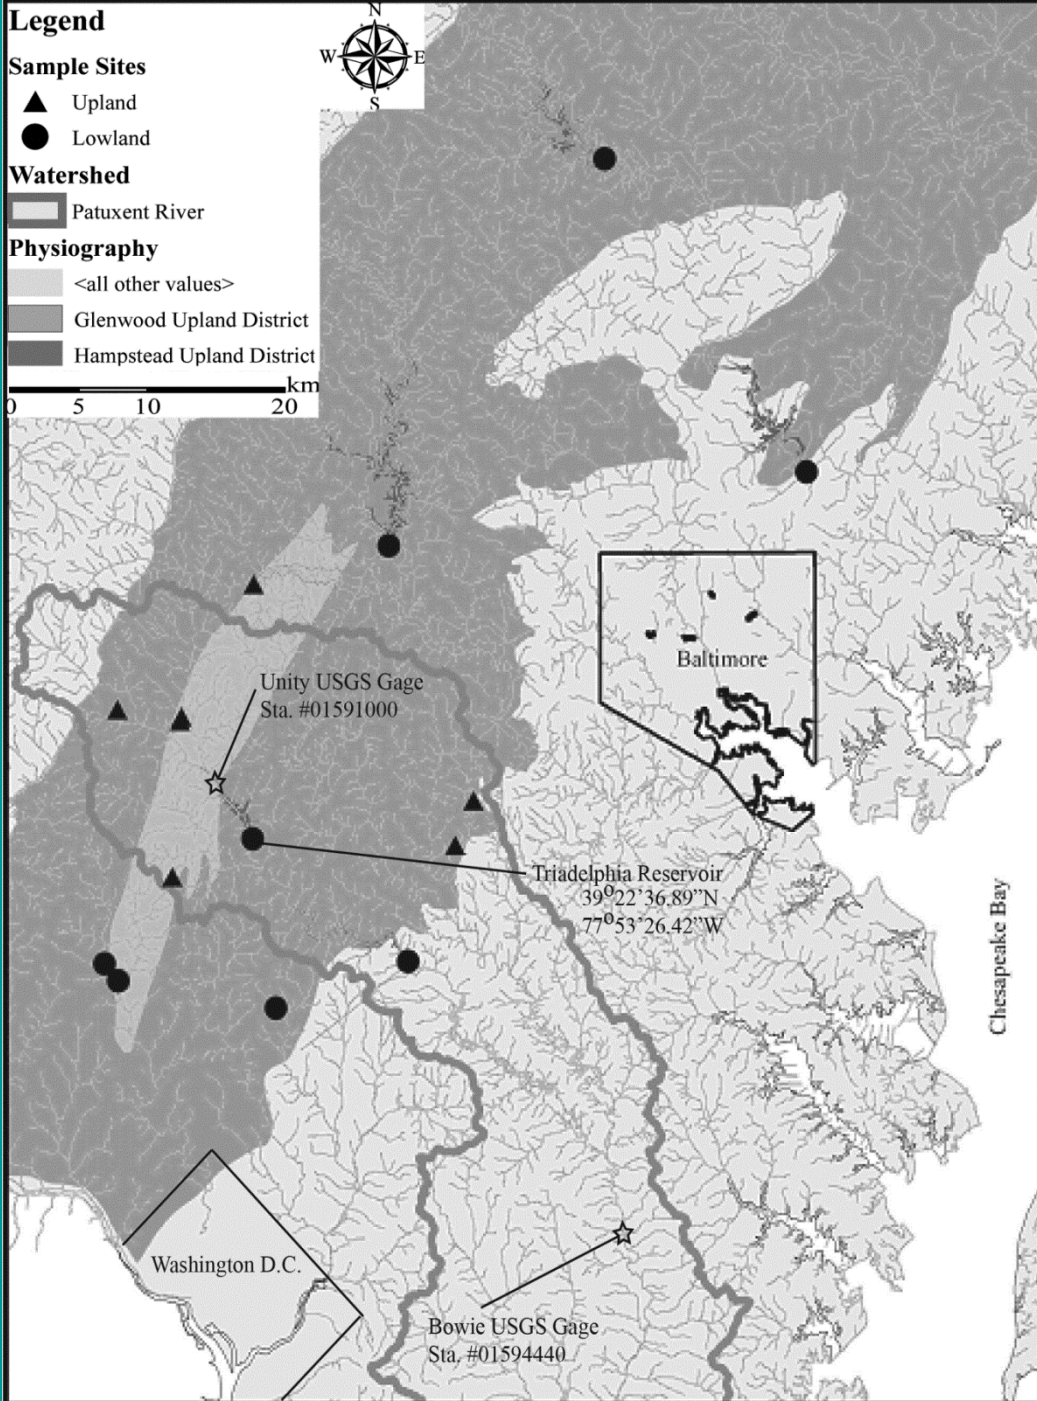 Legend
N
W
E
S
Sample Sites
Upland
Lowland
Watershed
Patuxent River
Physiography
<all other values>
Glenwood Upland District
Hampstead Upland District
km
0 5 10 20
Baltimore
Unity USGS Gage
Sta. #01591000
Triadelphia Reservoir
39°22'36.89"N
77°53'26.42"W
Chesapeake Bay
Washington D.C.
Bowie USGS Gage
Sta. #01594440